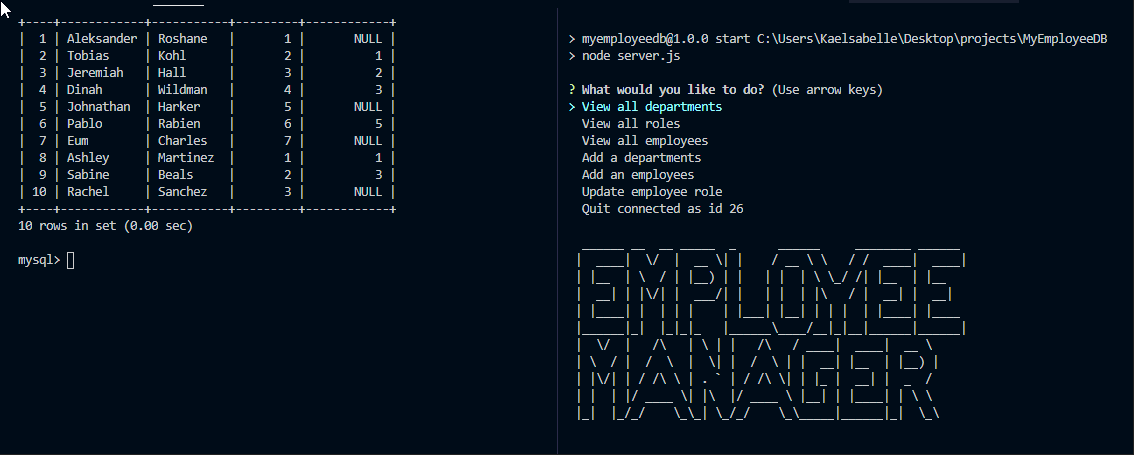 +----+------------+-----------+---------+------------+
|  1 | Aleksander | Roshane   |       1 |       NULL |
|  2 | Tobias     | Kohl      |       2 |          1 |
|  3 | Jeremiah   | Hall      |       3 |          2 |
|  4 | Dinah      | Wildman   |       4 |          3 |
|  5 | Johnathan  | Harker    |       5 |       NULL |
|  6 | Pablo      | Rabien    |       6 |          5 |
|  7 | Eum        | Charles   |       7 |       NULL |
|  8 | Ashley     | Martinez  |       1 |          1 |
|  9 | Sabine     | Beals     |       2 |          3 |
| 10 | Rachel     | Sanchez   |       3 |       NULL |
+----+------------+-----------+---------+------------+
10 rows in set (0.00 sec)
mysql>
> myemployeedb@1.0.0 start C:\Users\Kaelsabelle\Desktop\projects\MyEmployeeDB
> node server.js
? What would you like to do? (Use arrow keys)
> View all departments
View all roles
View all employees
Add a departments
Add an employees
Update employee role
Quit connected as id 26
EMPLOYEE
MANAGER